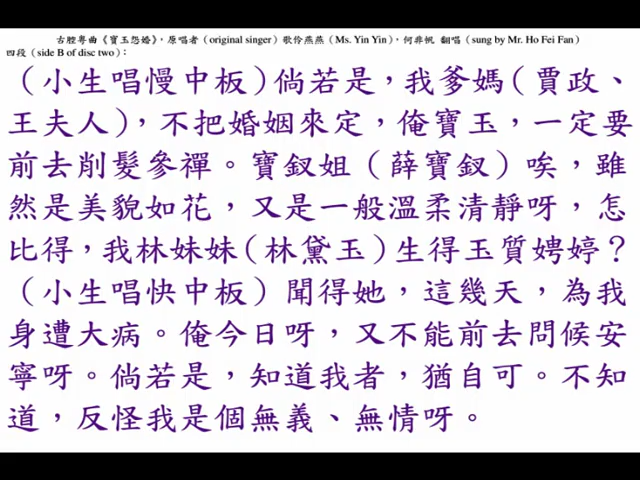 古腔粵曲《寶玉怨婚》，原唱者（original singer）歌伶燕燕（Ms. Yin Yin），何非帆 翻唱（sung by Mr. Ho Fei Fan）
四段（side B of disc two）：
（小生唱慢中板）倘若是，我爹媽（賈政、
王夫人），不把婚姻來定，俺寶玉，一定要
前去削髮參禪。寶釵姐（薛寶釵）唉，雖
然是美貌如花，又是一般溫柔清靜呀，怎
比得，我林妹妹（林黛玉）生得玉質娉婷？
（小生唱快中板）聞得她，這幾天，為我
身遭大病。俺今日呀，又不能前去問候安
寧呀。倘若是，知道我者，猶自可。不知
道，反怪我是個無義、無情呀。